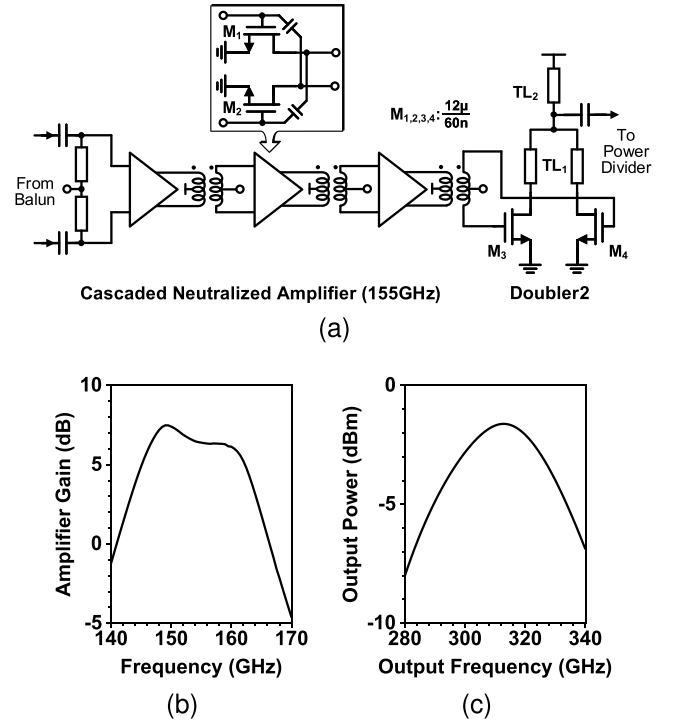 M1
M2
M1,2,3,4: 12μ
60n
TL2
To
Power
Divider
TL1
From
Balun
M3
M4
Cascaded Neutralized Amplifier (155GHz)
Doubler2
(a)
10
5
0
-5
140
150
160
170
Amplifier Gain (dB)
Frequency (GHz)
(b)
0
-5
-10
280
300
320
340
Output Power (dBm)
Output Frequency (GHz)
(c)